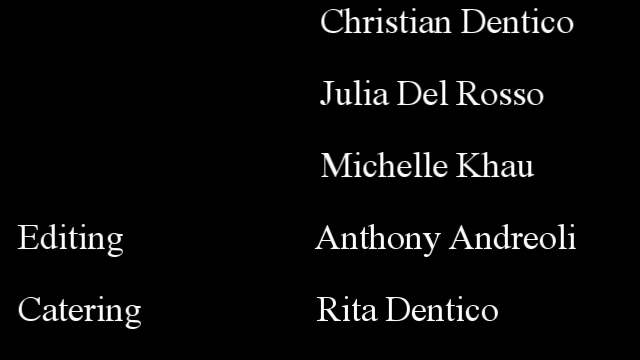 Christian Dentico
Julia Del Rosso
Michelle Khau
Editing Anthony Andreoli
Catering Rita Dentico